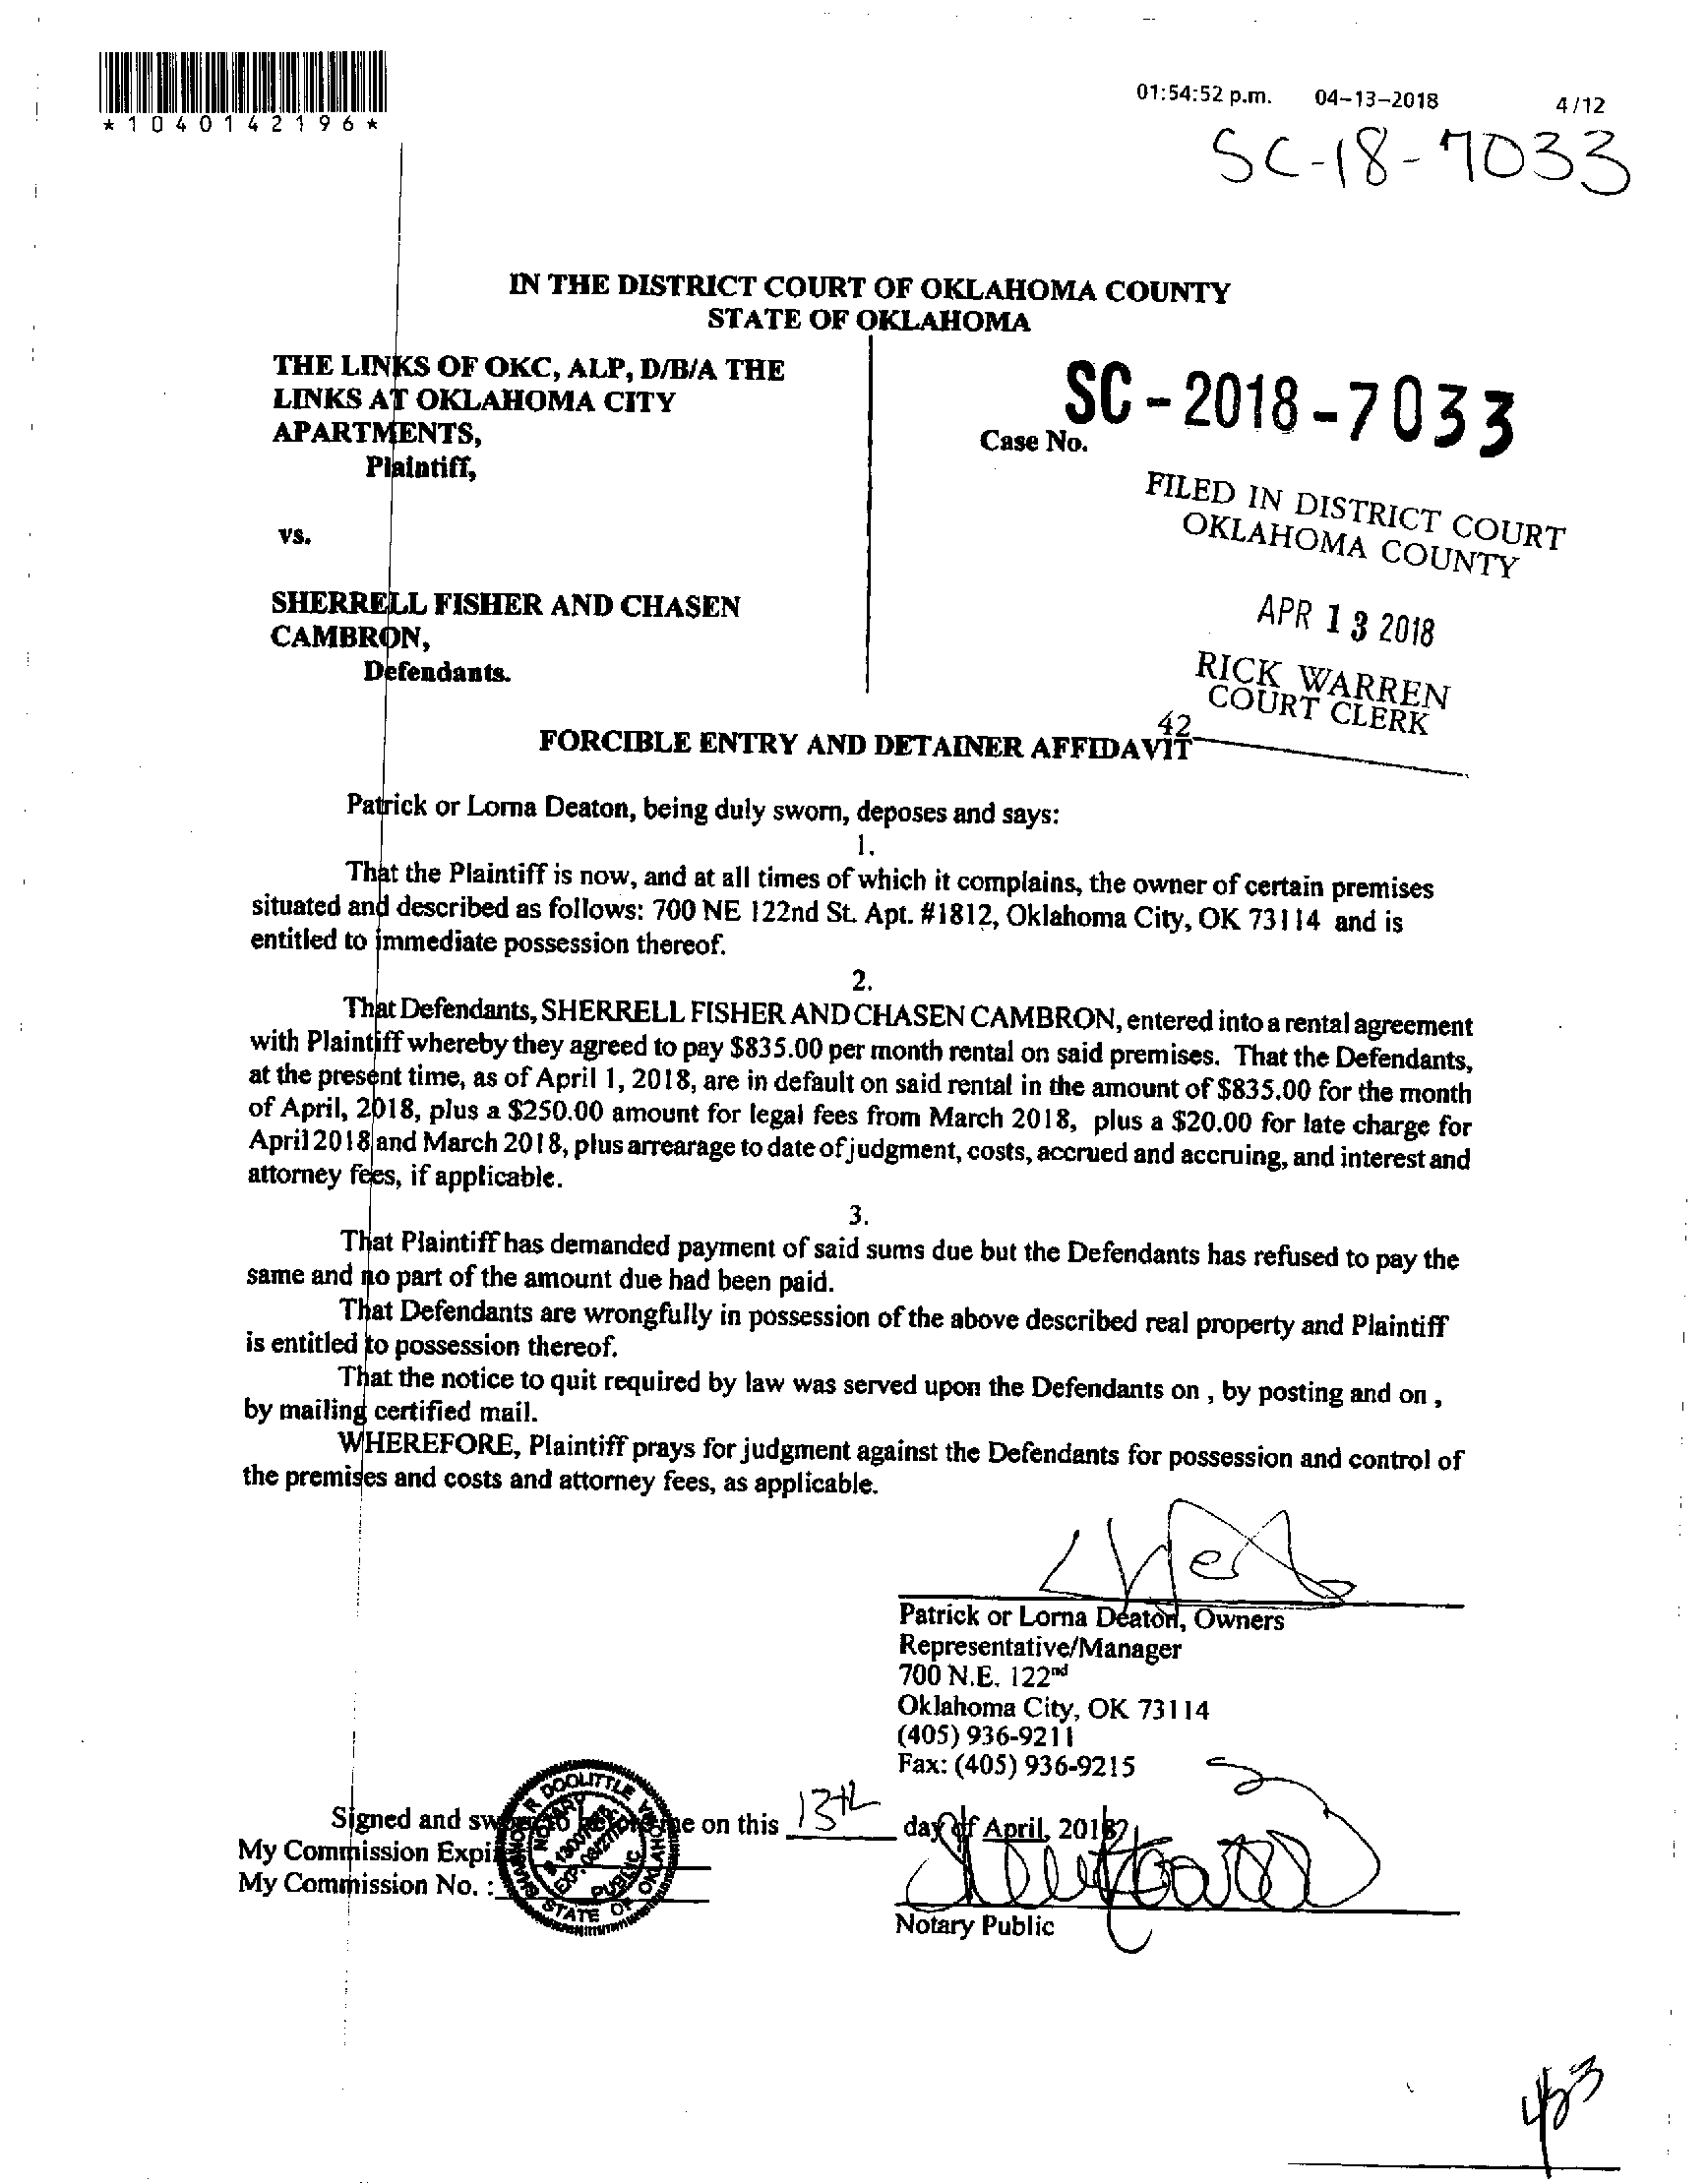 *1040142196*
01:54:52 p.m. 04-13-2018 4/12
SC-18-7033
IN THE DISTRICT COURT OF OKLAHOMA COUNTY
STATE OF OKLAHOMA
THE LINKS OF OKC, ALP, D/B/A THE
LINKS AT OKLAHOMA CITY
APARTMENTS,
Plaintiff,
vs.
SHERRELL FISHER AND CHASEN
CAMBRON,
Defendants.
SC-2018-7033
Case No.
FILED IN DISTRICT COURT
OKLAHOMA COUNTY
APR 13 2018
RICK WARREN
COURT CLERK
42
FORCIBLE ENTRY AND DETAINER AFFIDAVIT
Patrick or Lorna Deaton, being duly sworn, deposes and says:
1.
That the Plaintiff is now, and at all times of which it complains, the owner of certain premises
situated and described as follows: 700 NE 122nd St. Apt. #1812, Oklahoma City, OK 73114 and is
entitled to immediate possession thereof.
2.
That Defendants, SHERRELL FISHER AND CHASEN CAMBRON, entered into a rental agreement
with Plaintiff whereby they agreed to pay $835.00 per month rental on said premises. That the Defendants,
at the present time, as of April 1, 2018, are in default on said rental in the amount of $835.00 for the month
of April, 2018, plus a $250.00 amount for legal fees from March 2018, plus a $20.00 for late charge for
April 2018 and March 2018, plus arrearage to date of judgment, costs, accrued and accruing, and interest and
attorney fees, if applicable.
3.
That Plaintiff has demanded payment of said sums due but the Defendants has refused to pay the
same and no part of the amount due had been paid.
That Defendants are wrongfully in possession of the above described real property and Plaintiff
is entitled to possession thereof.
That the notice to quit required by law was served upon the Defendants on , by posting and on ,
by mailing certified mail.
WHEREFORE, Plaintiff prays for judgment against the Defendants for possession and control of
the premises and costs and attorney fees, as applicable.
Patrick or Lorna Deaton, Owners
Representative/Manager
700 N.E. 122nd
Oklahoma City, OK 73114
(405) 936-9211
Fax: (405) 936-9215
Signed and me on this 13th day of April, 2018
My Commission
My Commission No. :
DOOLITTLE
NOTARY
PUBLIC
STATE OF OKLAHOMA
Notary Public